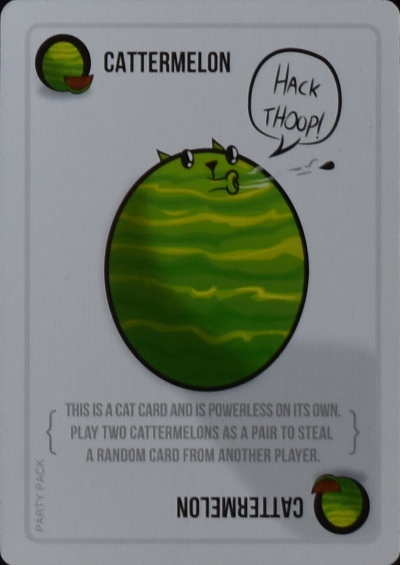 CATTERMELON
HACK
THOOP!
THIS IS A CAT CARD AND IS POWERLESS ON ITS OWN.
PLAY TWO CATTERMELONS AS A PAIR TO STEAL
A RANDOM CARD FROM ANOTHER PLAYER.
PARTY PACK
CATTERMELON